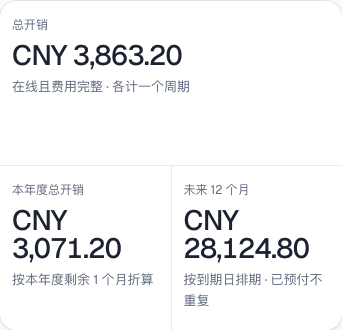 总开销
CNY 3,863.20
在线且费用完整 · 各计一个周期
本年度总开销
CNY
3,071.20
按本年度剩余 1 个月折算
未来 12 个月
CNY
28,124.80
按到期日排期 · 已预付不
重复